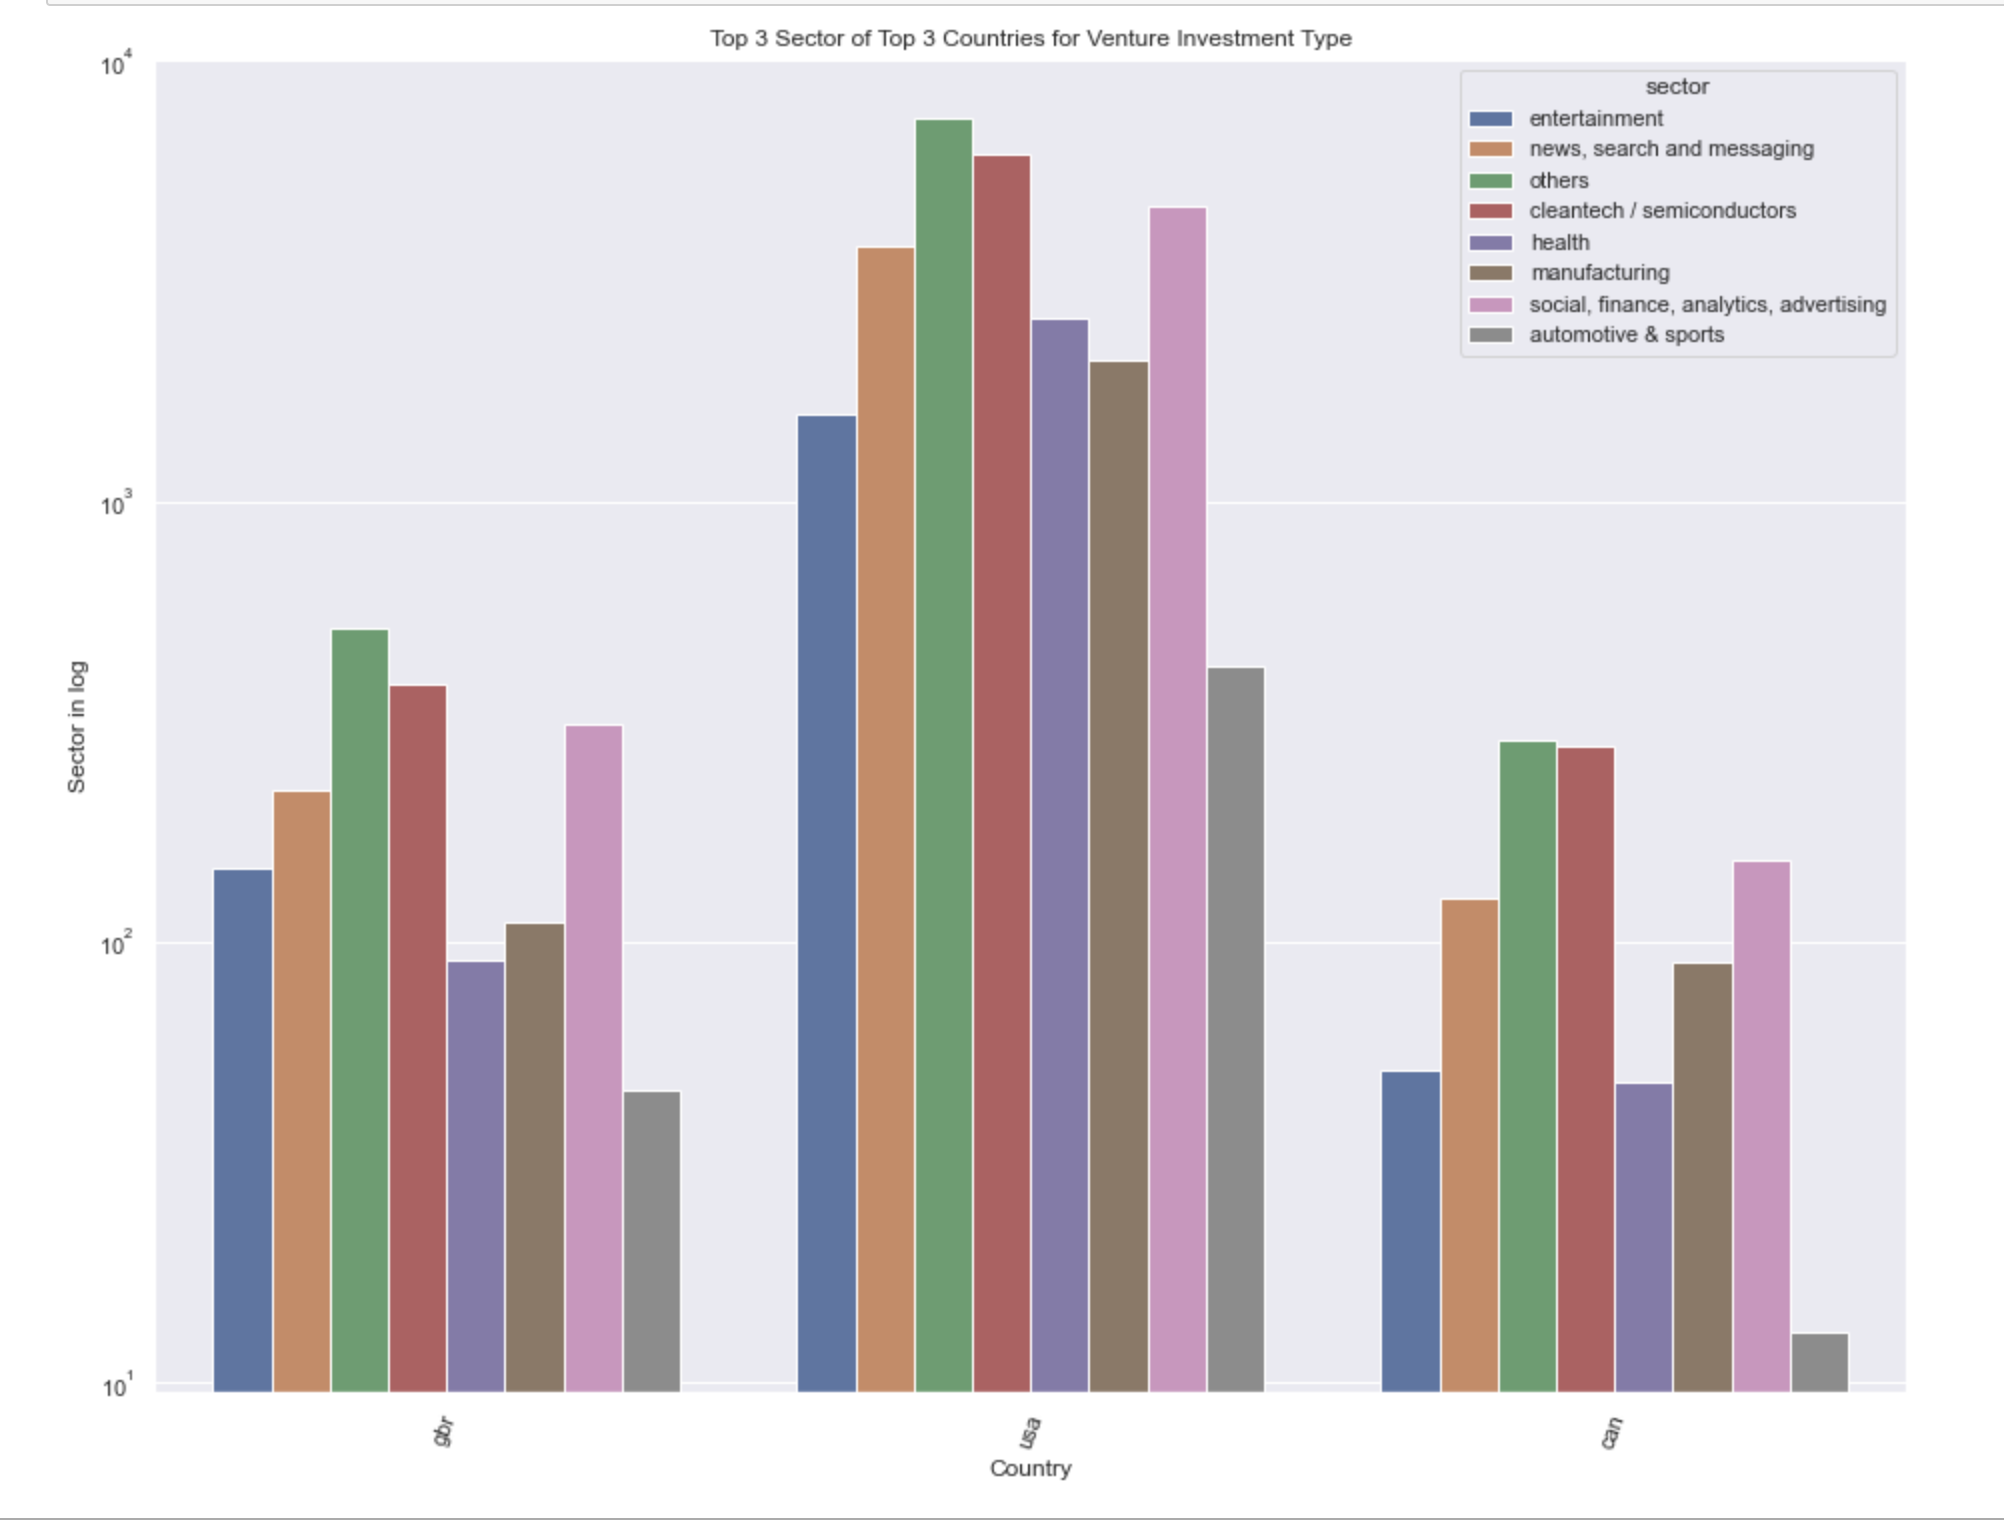 Top 3 Sector of Top 3 Countries for Venture Investment Type
10⁴
10³
10²
10¹
Sector in log
sector
entertainment
news, search and messaging
others
cleantech / semiconductors
health
manufacturing
social, finance, analytics, advertising
automotive & sports
gbr
usa
can
Country